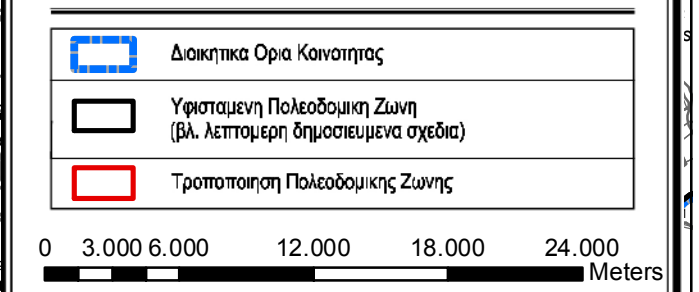 Διοικητικα Ορια Κοινοτητας
Υφισταμενη Πολεοδομικη Ζωνη
(βλ. λεπτομερη δημοσιευμενα σχεδια)
Τροποποιηση Πολεοδομικης Ζωνης
0 3.000 6.000 12.000 18.000 24.000
Meters